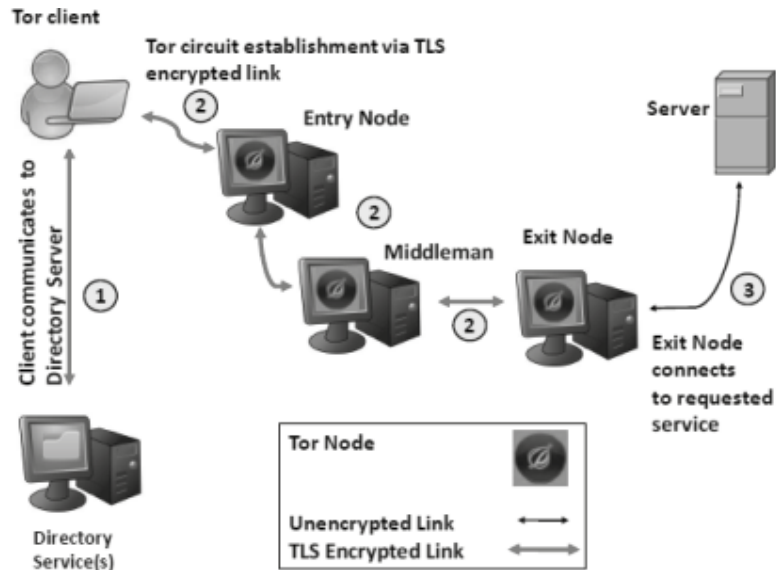 Tor client
Tor circuit establishment via TLS
encrypted link
2
Entry Node
Server
Client communicates to
Directory Server
1
2
Middleman
Exit Node
2
3
Exit Node
connects
to requested
service
Directory
Service(s)
Tor Node
Unencrypted Link
TLS Encrypted Link